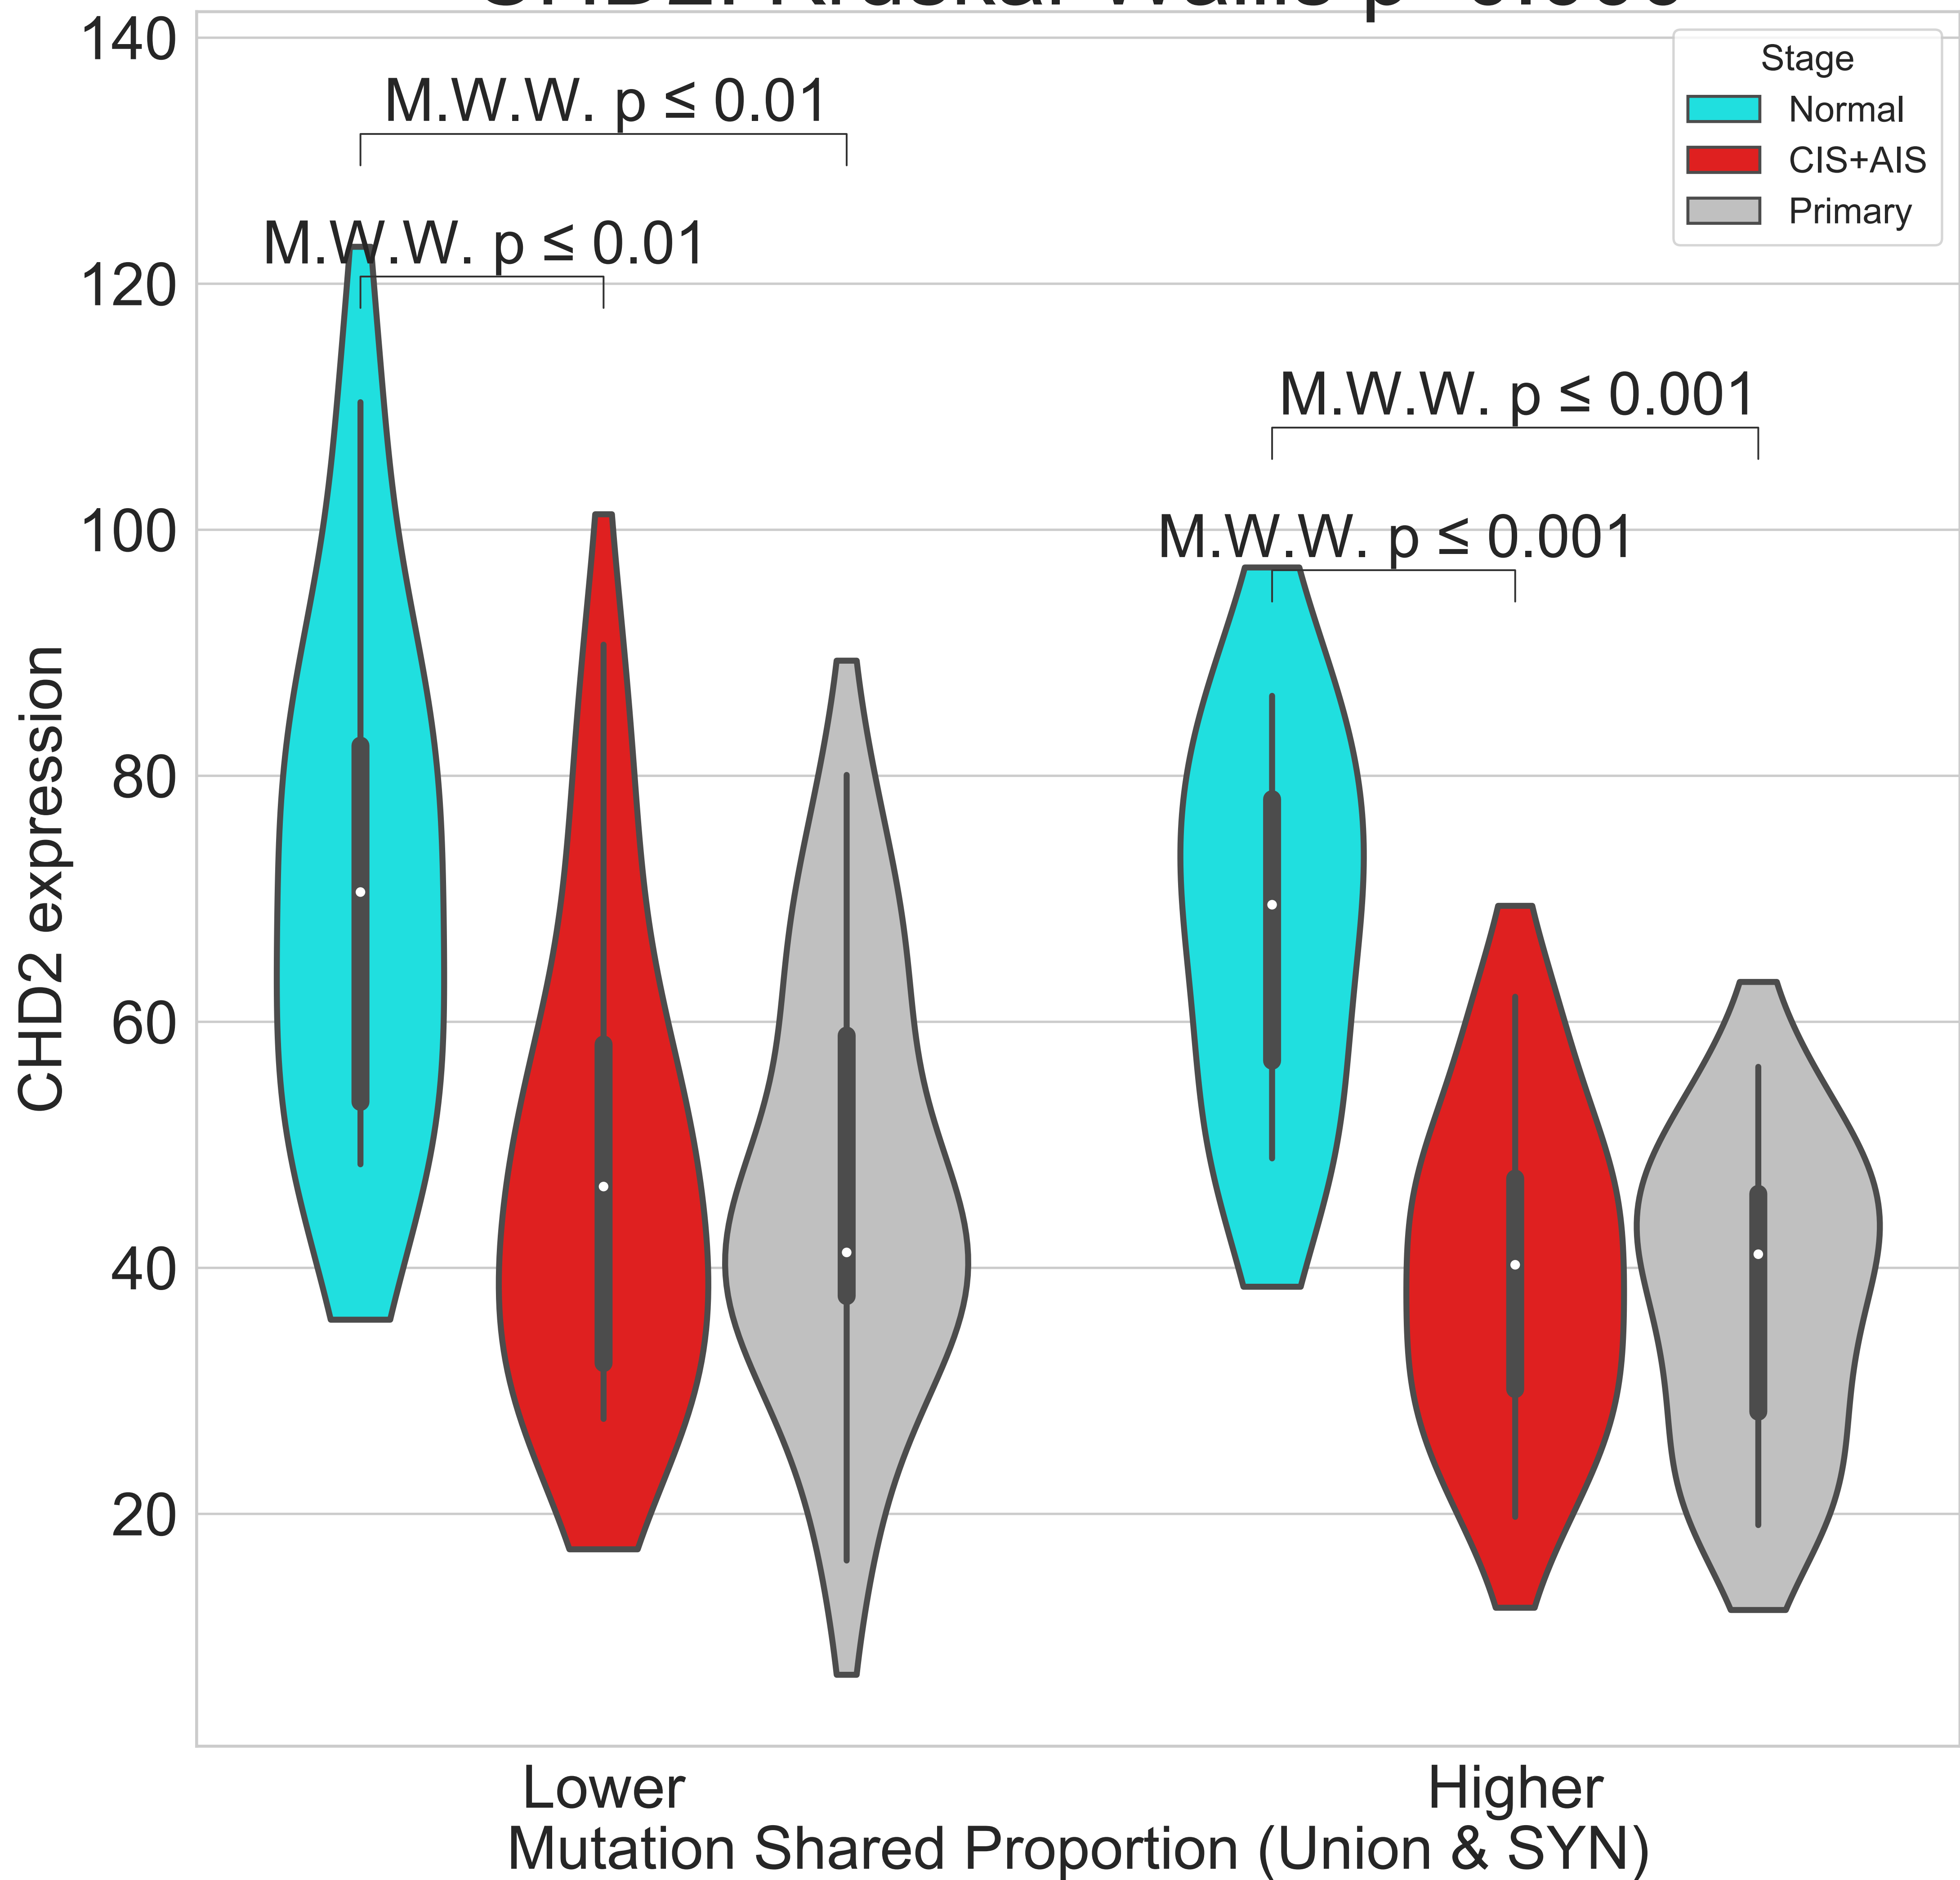 140
120
100
80
60
40
20
CHD2 expression
M.W.W. p ≤ 0.01
M.W.W. p ≤ 0.01
M.W.W. p ≤ 0.001
M.W.W. p ≤ 0.001
Stage
Normal
CIS+AIS
Primary
Lower
Higher
Mutation Shared Proportion (Union & SYN)